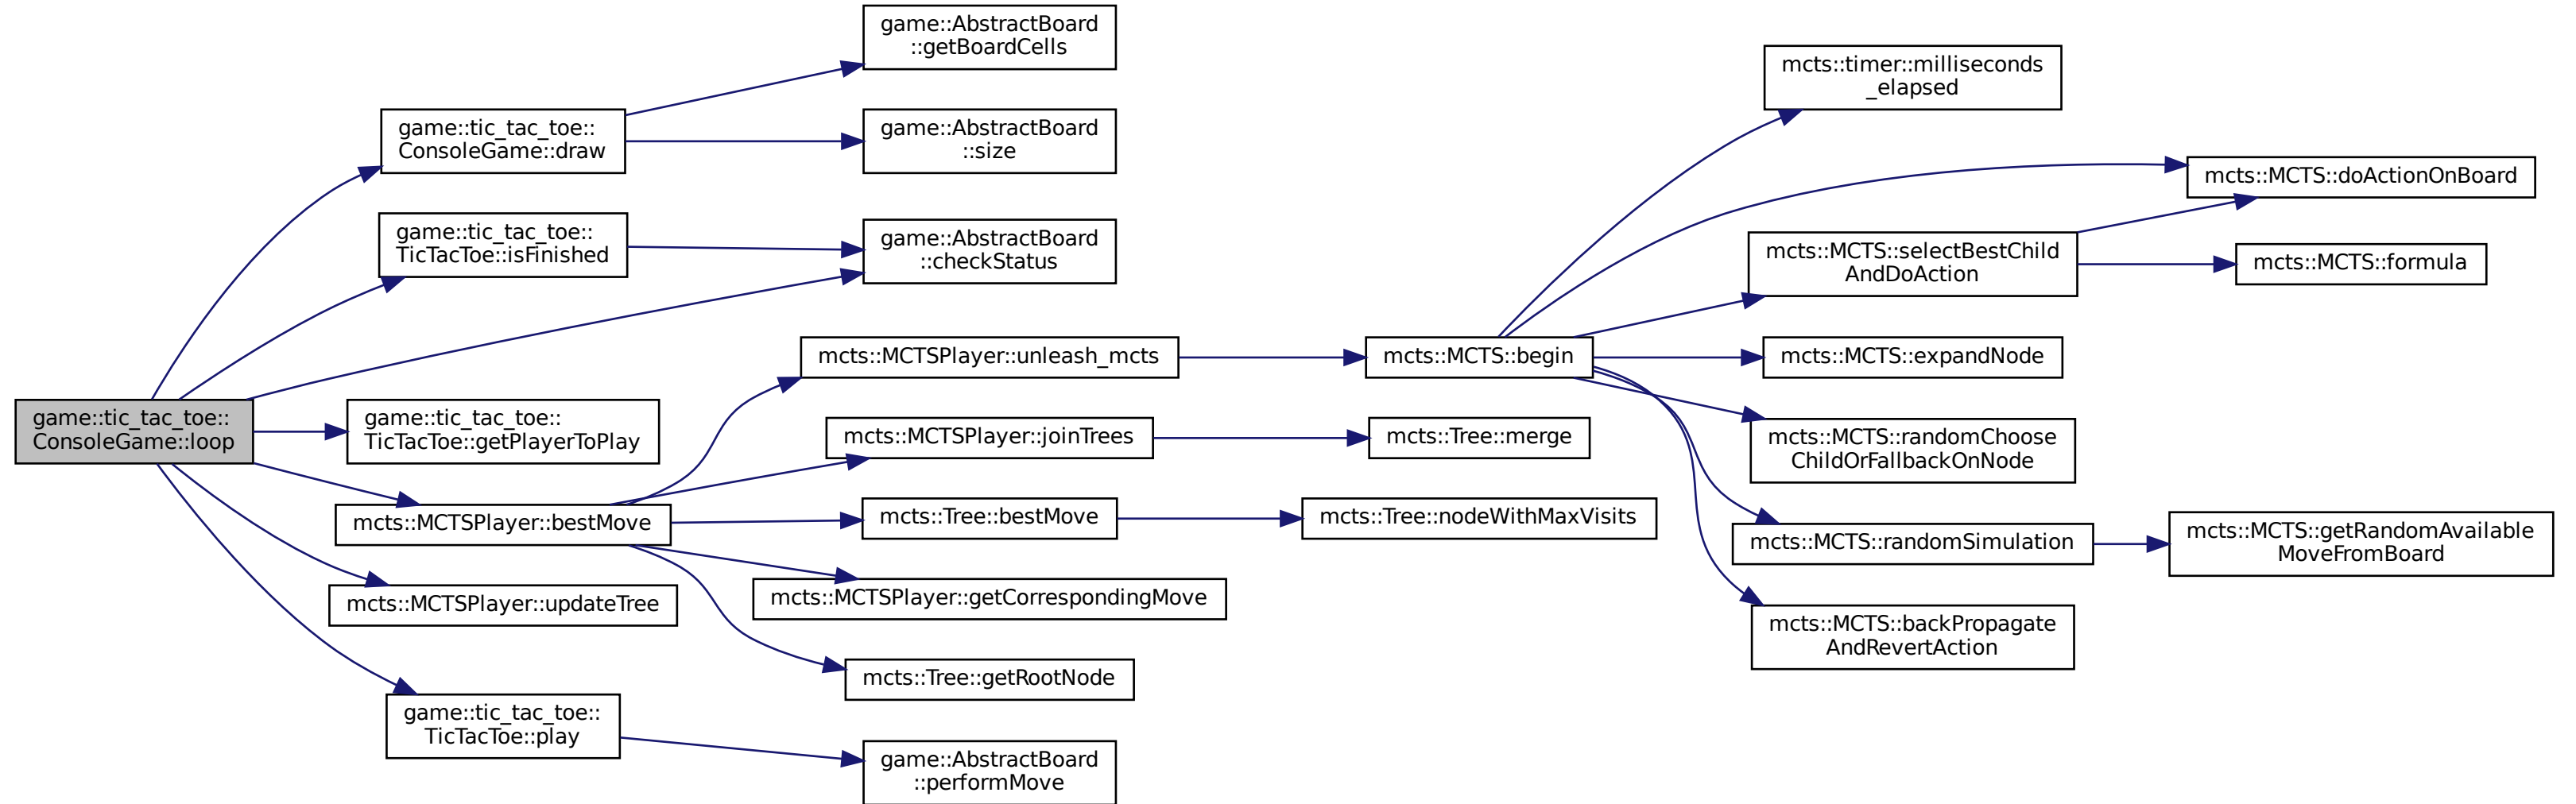 game::tic_tac_toe::
ConsoleGame::loop
game::tic_tac_toe::
ConsoleGame::draw
game::AbstractBoard
::getBoardCells
game::AbstractBoard
::size
game::tic_tac_toe::
TicTacToe::isFinished
game::AbstractBoard
::checkStatus
game::tic_tac_toe::
TicTacToe::getPlayerToPlay
mcts::MCTSPlayer::bestMove
mcts::MCTSPlayer::unleash_mcts
mcts::MCTS::begin
mcts::timer::milliseconds
_elapsed
mcts::MCTS::doActionOnBoard
mcts::MCTS::selectBestChild
AndDoAction
mcts::MCTS::formula
mcts::MCTS::expandNode
mcts::MCTS::randomChoose
ChildOrFallbackOnNode
mcts::MCTS::randomSimulation
mcts::MCTS::getRandomAvailable
MoveFromBoard
mcts::MCTS::backPropagate
AndRevertAction
mcts::MCTSPlayer::joinTrees
mcts::Tree::merge
mcts::Tree::bestMove
mcts::Tree::nodeWithMaxVisits
mcts::MCTSPlayer::getCorrespondingMove
mcts::Tree::getRootNode
mcts::MCTSPlayer::updateTree
game::tic_tac_toe::
TicTacToe::play
game::AbstractBoard
::performMove